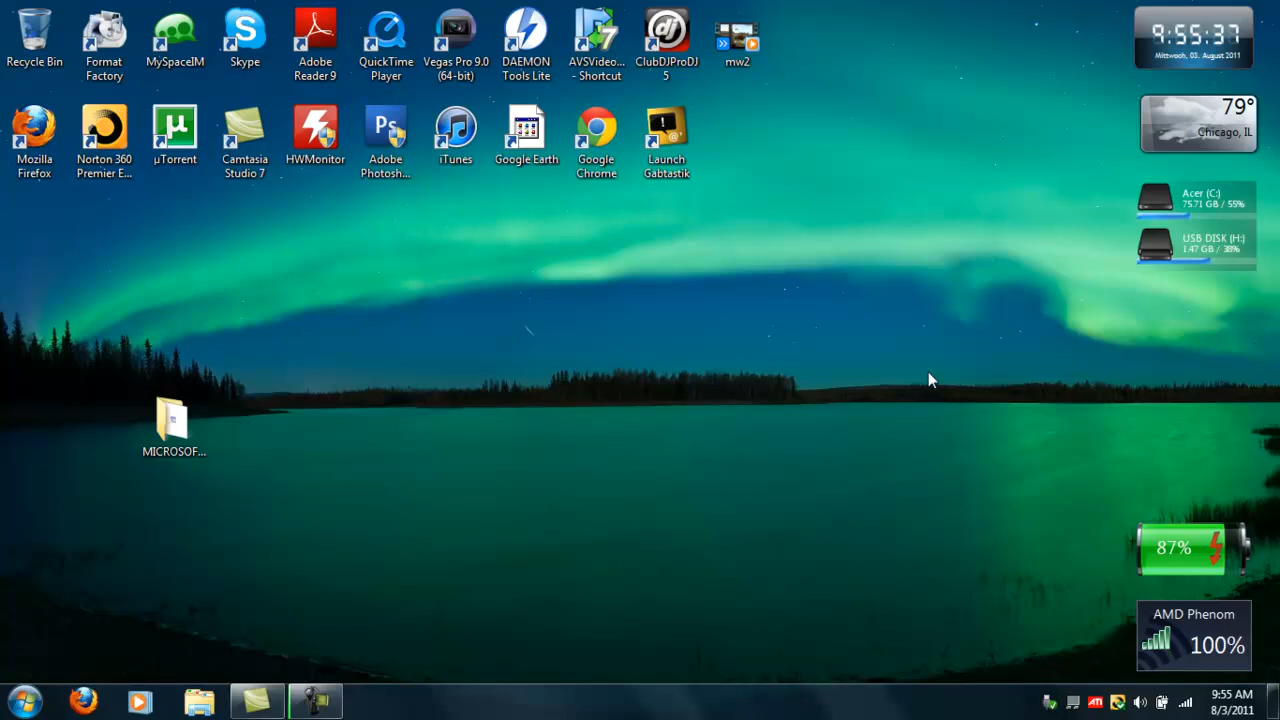 Recycle Bin
Format
Factory
MySpaceIM
Skype
Adobe
Reader 9
QuickTime
Player
Vegas Pro 9.0
(64-bit)
DAEMON
Tools Lite
AVSVideo...
- Shortcut
ClubDJProDJ
5
mw2
9:55:37
Mittwoch, 03. August 2011
79°
Chicago, IL
Mozilla
Firefox
Norton 360
Premier E...
µTorrent
Camtasia
Studio 7
HWMonitor
Adobe
Photosh...
iTunes
Google Earth
Google
Chrome
Launch
Gabtastik
Acer (C:)
75.71 GB / 55%
USB DISK (H:)
1.47 GB / 38%
MICROSOF...
87%
AMD Phenom
100%
ATI
9:55 AM
8/3/2011